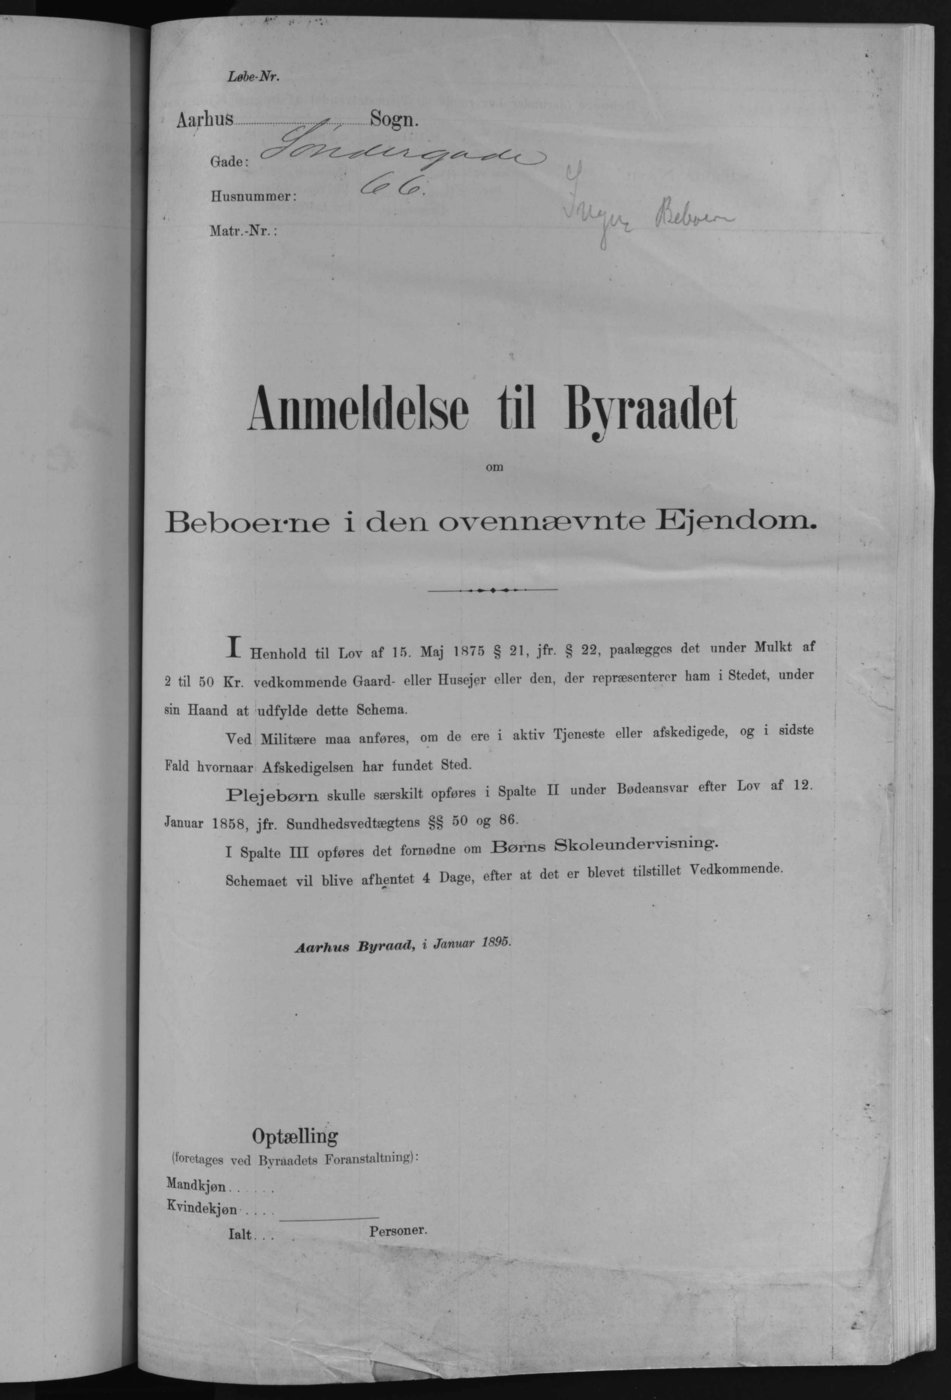 Løbe-Nr.
Aarhus Sogn.
Gade: Søndergade
Husnummer: 66.
Ingen Beboere
Matr.-Nr.:
Anmeldelse til Byraadet
om
Beboerne i den ovennævnte Ejendom.
I Henhold til Lov af 15. Maj 1875 § 21, jfr. § 22, paalægges det under Mulkt af
2 til 50 Kr. vedkommende Gaard- eller Husejer eller den, der repræsenterer ham i Stedet, under
sin Haand at udfylde dette Schema.
Ved Militære maa anføres, om de ere i aktiv Tjeneste eller afskedigede, og i sidste
Fald hvornaar Afskedigelsen har fundet Sted.
Plejebørn skulle særskilt opføres i Spalte II under Bødeansvar efter Lov af 12.
Januar 1858, jfr. Sundhedsvedtægtens §§ 50 og 86.
I Spalte III opføres det fornødne om Børns Skoleundervisning.
Schemaet vil blive afhentet 4 Dage, efter at det er blevet tilstillet Vedkommende.
Aarhus Byraad, i Januar 1895.
Optælling
(foretages ved Byraadets Foranstaltning):
Mandkjøn......
Kvindekjøn....
Ialt... . Personer.